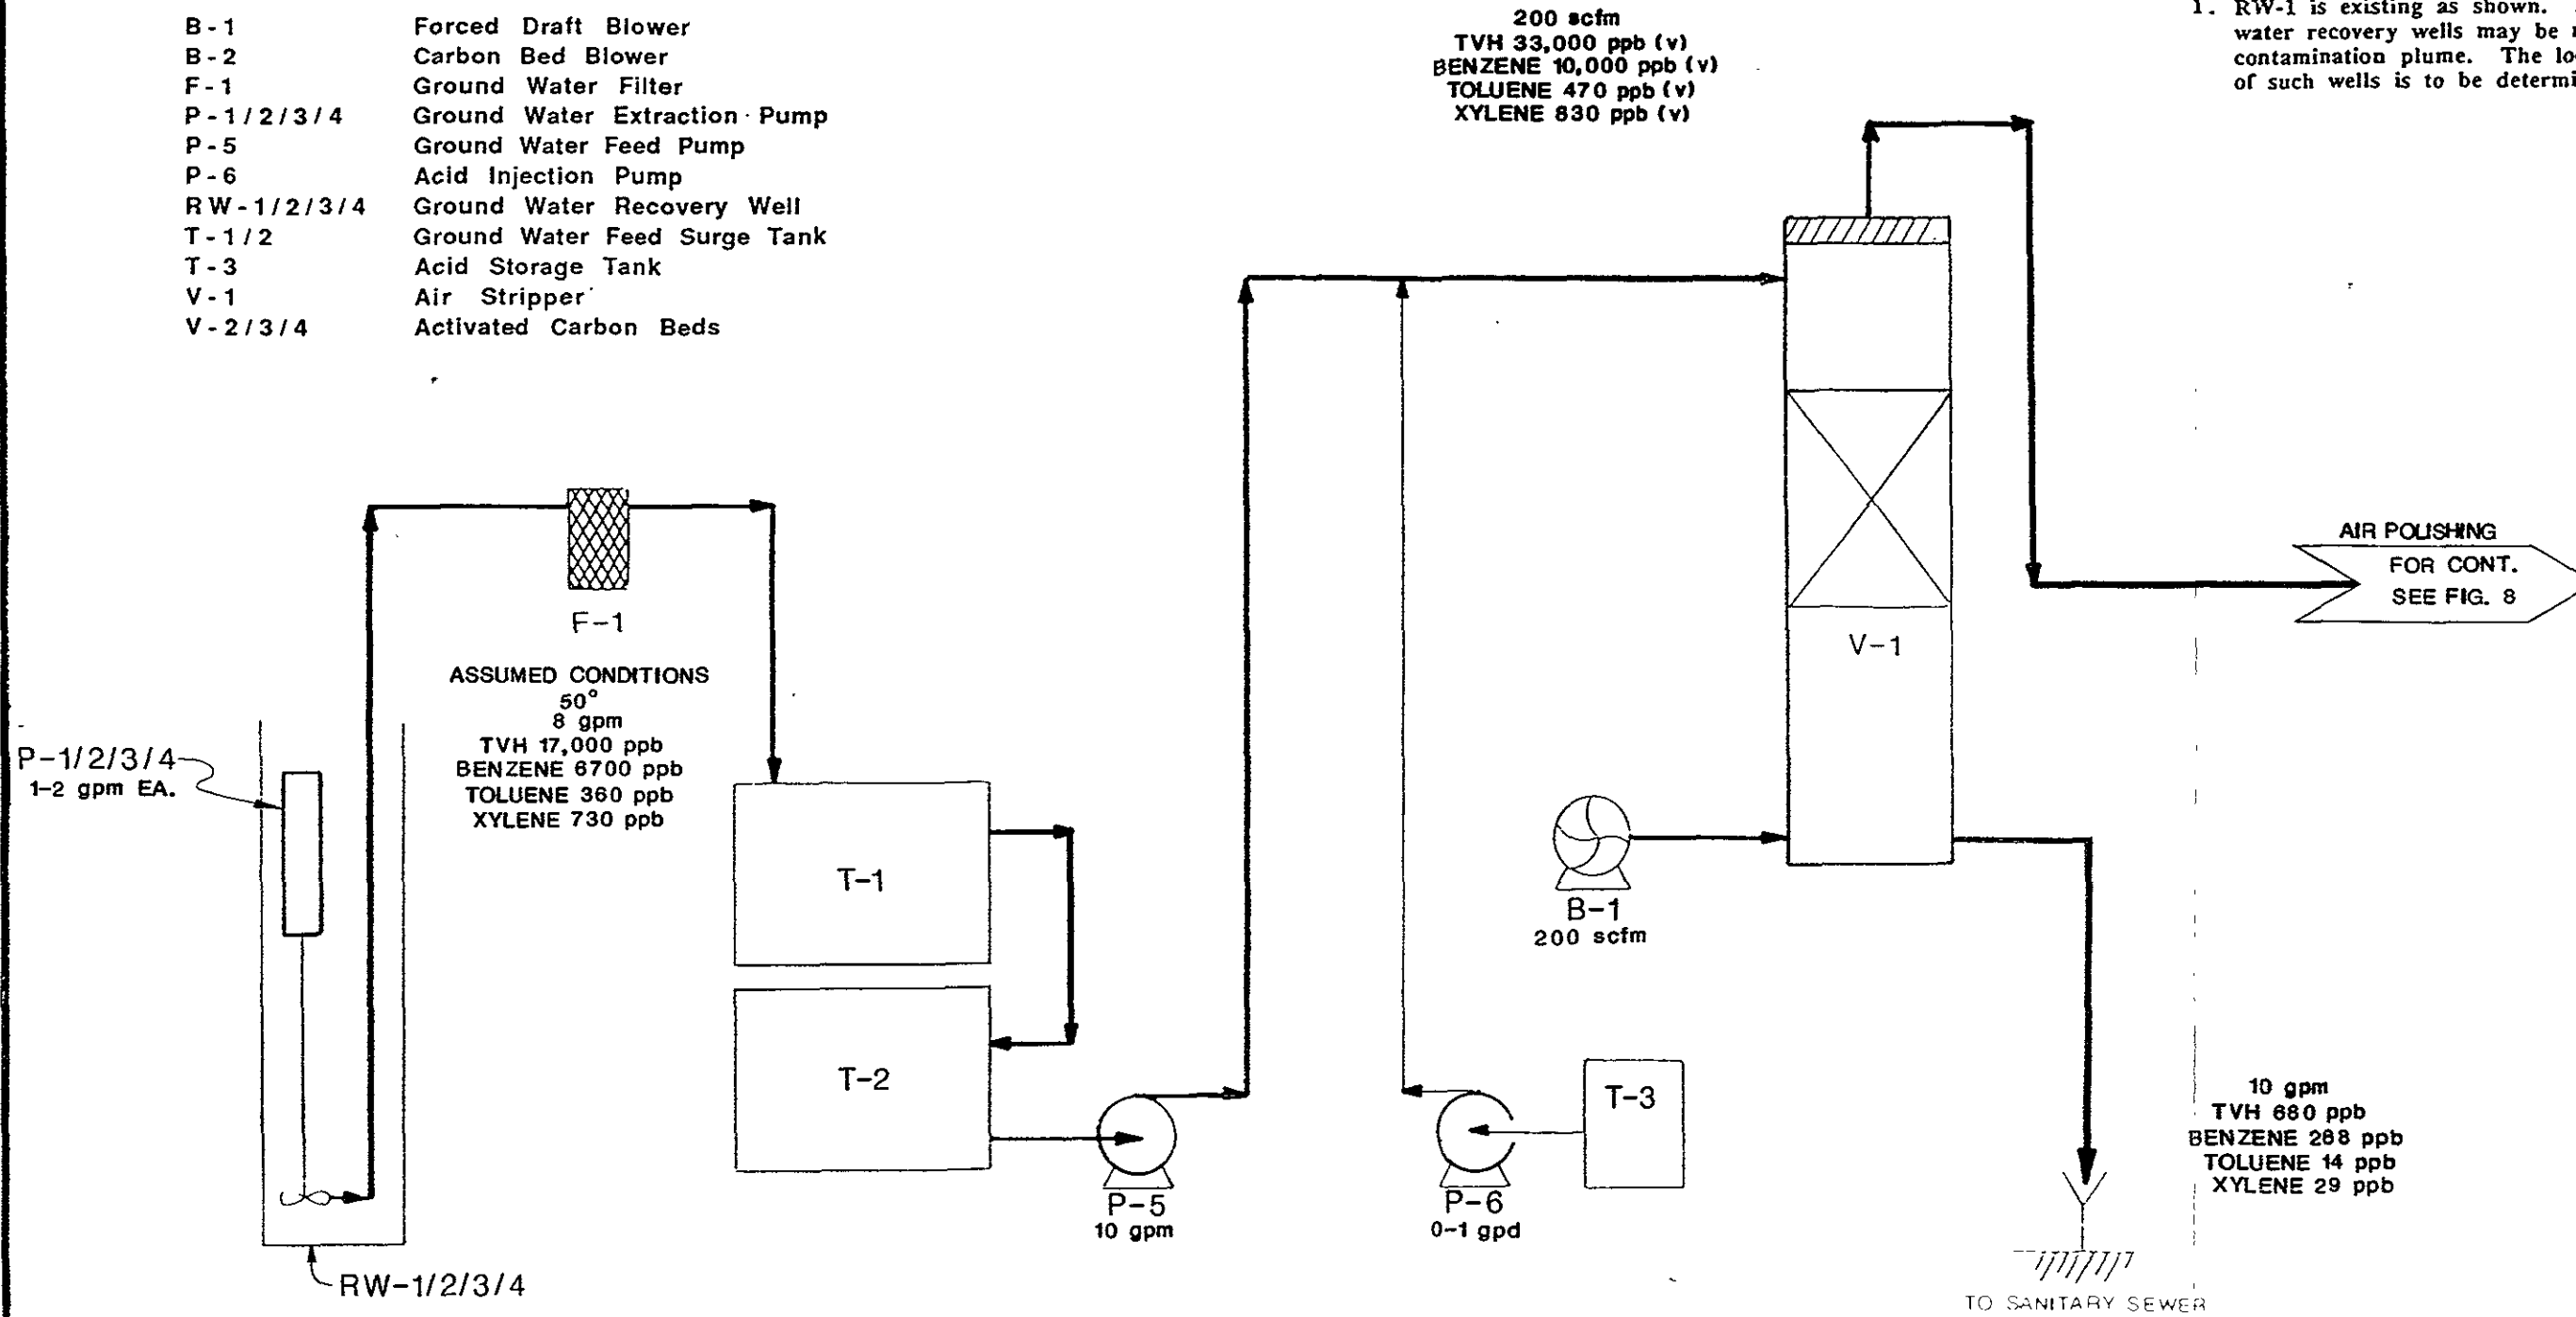 B-1 Forced Draft Blower
B-2 Carbon Bed Blower
F-1 Ground Water Filter
P-1/2/3/4 Ground Water Extraction Pump
P-5 Ground Water Feed Pump
P-6 Acid Injection Pump
RW-1/2/3/4 Ground Water Recovery Well
T-1/2 Ground Water Feed Surge Tank
T-3 Acid Storage Tank
V-1 Air Stripper
V-2/3/4 Activated Carbon Beds
200 scfm
TVH 33,000 ppb (v)
BENZENE 10,000 ppb (v)
TOLUENE 470 ppb (v)
XYLENE 830 ppb (v)
1. RW-1 is existing as shown.
water recovery wells may be
contamination plume. The
of such wells is to be
F-1
ASSUMED CONDITIONS
50°
8 gpm
TVH 17,000 ppb
BENZENE 6700 ppb
TOLUENE 360 ppb
XYLENE 730 ppb
P-1/2/3/4
1-2 gpm EA.
RW-1/2/3/4
T-1
T-2
P-5
10 gpm
P-6
0-1 gpd
T-3
B-1
200 scfm
V-1
AIR POLISHING
FOR CONT.
SEE FIG. 8
10 gpm
TVH 680 ppb
BENZENE 268 ppb
TOLUENE 14 ppb
XYLENE 29 ppb
TO SANITARY SEWER